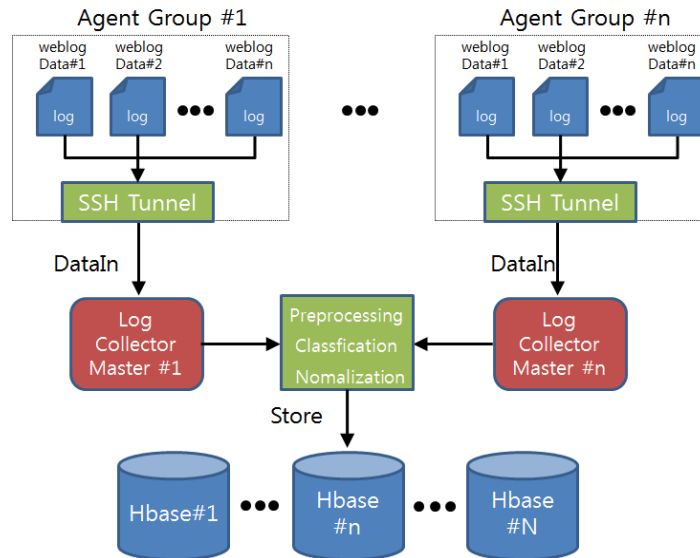 Agent Group #1
Agent Group #n
weblog
Data#1
weblog
Data#2
weblog
Data#n
weblog
Data#1
weblog
Data#2
weblog
Data#n
log
log
log
log
log
log
SSH Tunnel
SSH Tunnel
DataIn
DataIn
Log
Collector
Master #1
Preprocessing
Classfication
Nomalization
Log
Collector
Master #n
Store
Hbase#1
Hbase
#n
Hbase
#N